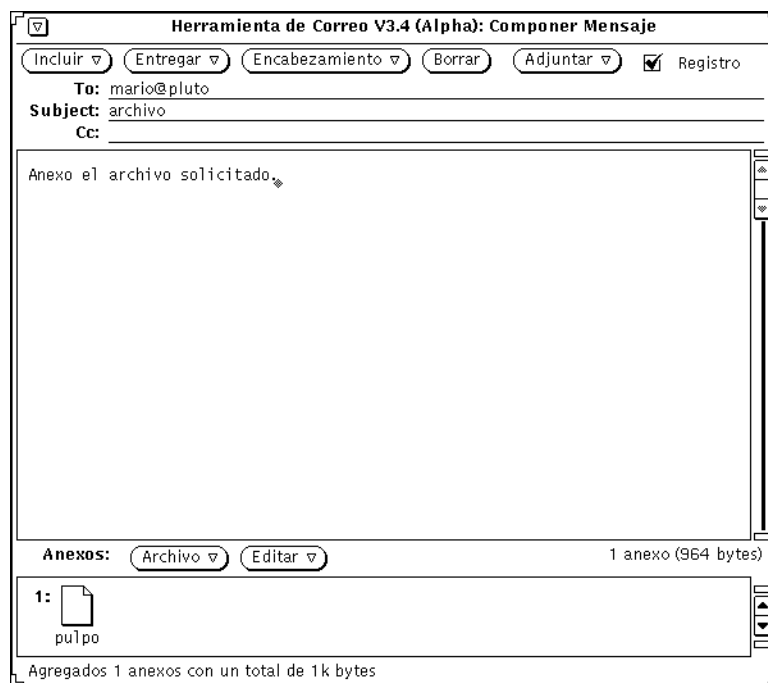 Herramienta de Correo V3.4 (Alpha): Componer Mensaje
Incluir Entregar Encabezamiento Borrar Adjuntar Registro
To: mario@pluto
Subject: archivo
Cc:
Anexo el archivo solicitado.
Anexos: Archivo Editar 1 anexo (964 bytes)
1:
pulpo
Agregados 1 anexos con un total de 1k bytes